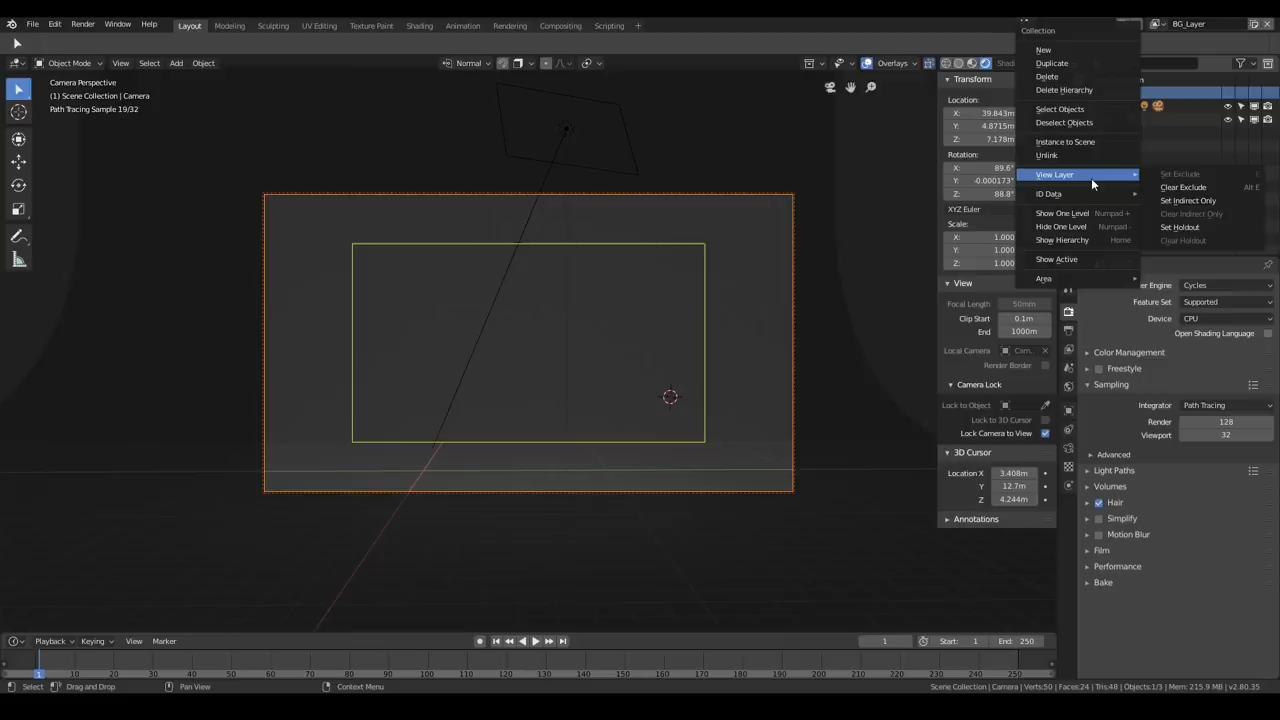 File Edit Render Window Help
Layout Modeling Sculpting UV Editing Texture Paint Shading Animation Rendering Compositing Scripting +
BG_Layer
Object Mode View Select Add Object
Normal
Overlays
Camera Perspective
(1) Scene Collection | Camera
Path Tracing Sample 19/32
Transform
Location:
X: 39.843m
Y: 4.8715m
Z: 7.178m
Rotation:
X: 89.6°
Y: -0.000173°
Z: 88.8°
XYZ Euler
Scale:
X: 1.000
Y: 1.000
Z: 1.000
View
Focal Length 50mm
Clip Start 0.1m
End 1000m
Local Camera Cam..
Render Border
Camera Lock
Lock to Object
Lock to 3D Cursor
Lock Camera to View
3D Cursor
Location X 3.408m
Y 12.7m
Z 4.244m
Annotations
Collection
New
Duplicate
Delete
Delete Hierarchy
Select Objects
Deselect Objects
Instance to Scene
Unlink
View Layer
ID Data
Show One Level Numpad +
Hide One Level Numpad -
Show Hierarchy Home
Show Active
Area
Set Exclude E
Clear Exclude Alt E
Set Indirect Only
Clear Indirect Only
Set Holdout
Clear Holdout
Cycles
Feature Set Supported
Device CPU
Open Shading Language
Color Management
Freestyle
Sampling
Integrator Path Tracing
Render 128
Viewport 32
Advanced
Light Paths
Volumes
Hair
Simplify
Motion Blur
Film
Performance
Bake
Playback Keying View Marker
1 Start: 1 End: 250
1 10 20 30 40 50 60 70 80 90 100 110 120 130 140 150 160 170 180 190 200 210 220 230 240 250
Select Drag and Drop Pan View Context Menu
Scene Collection | Camera | Verts:50 | Faces:24 | Tris:48 | Objects:1/3 | Mem: 215.9 MB | v2.80.35